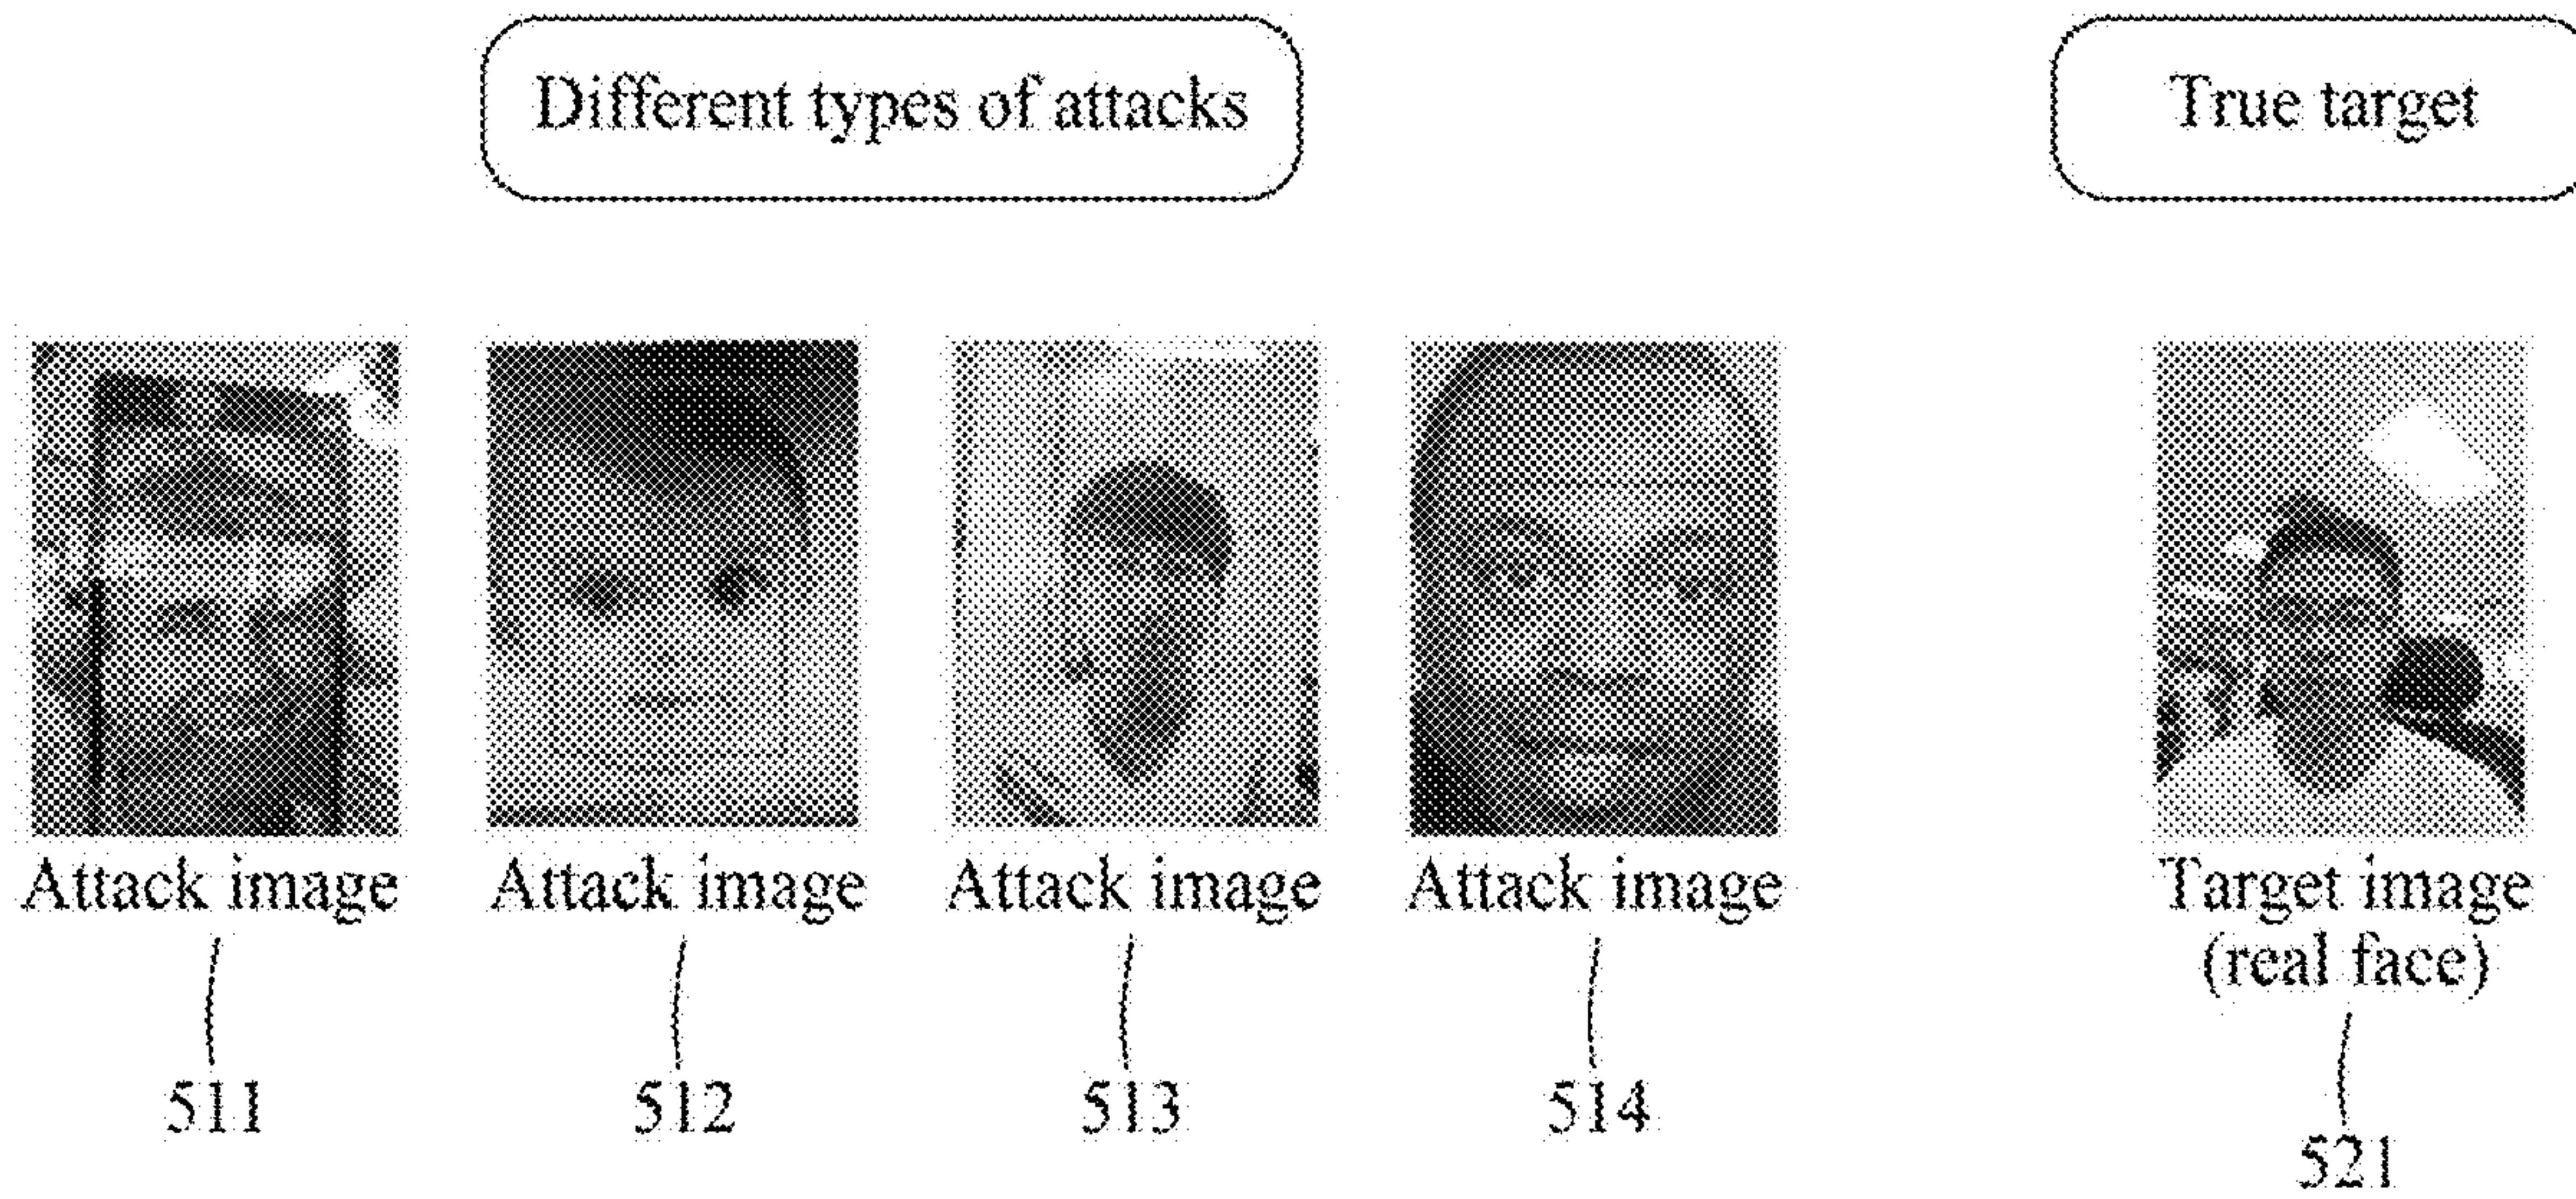 Different types of attacks
True target
Attack image
Attack image
Attack image
Attack image
Target image
(real face)
511
512
513
514
521